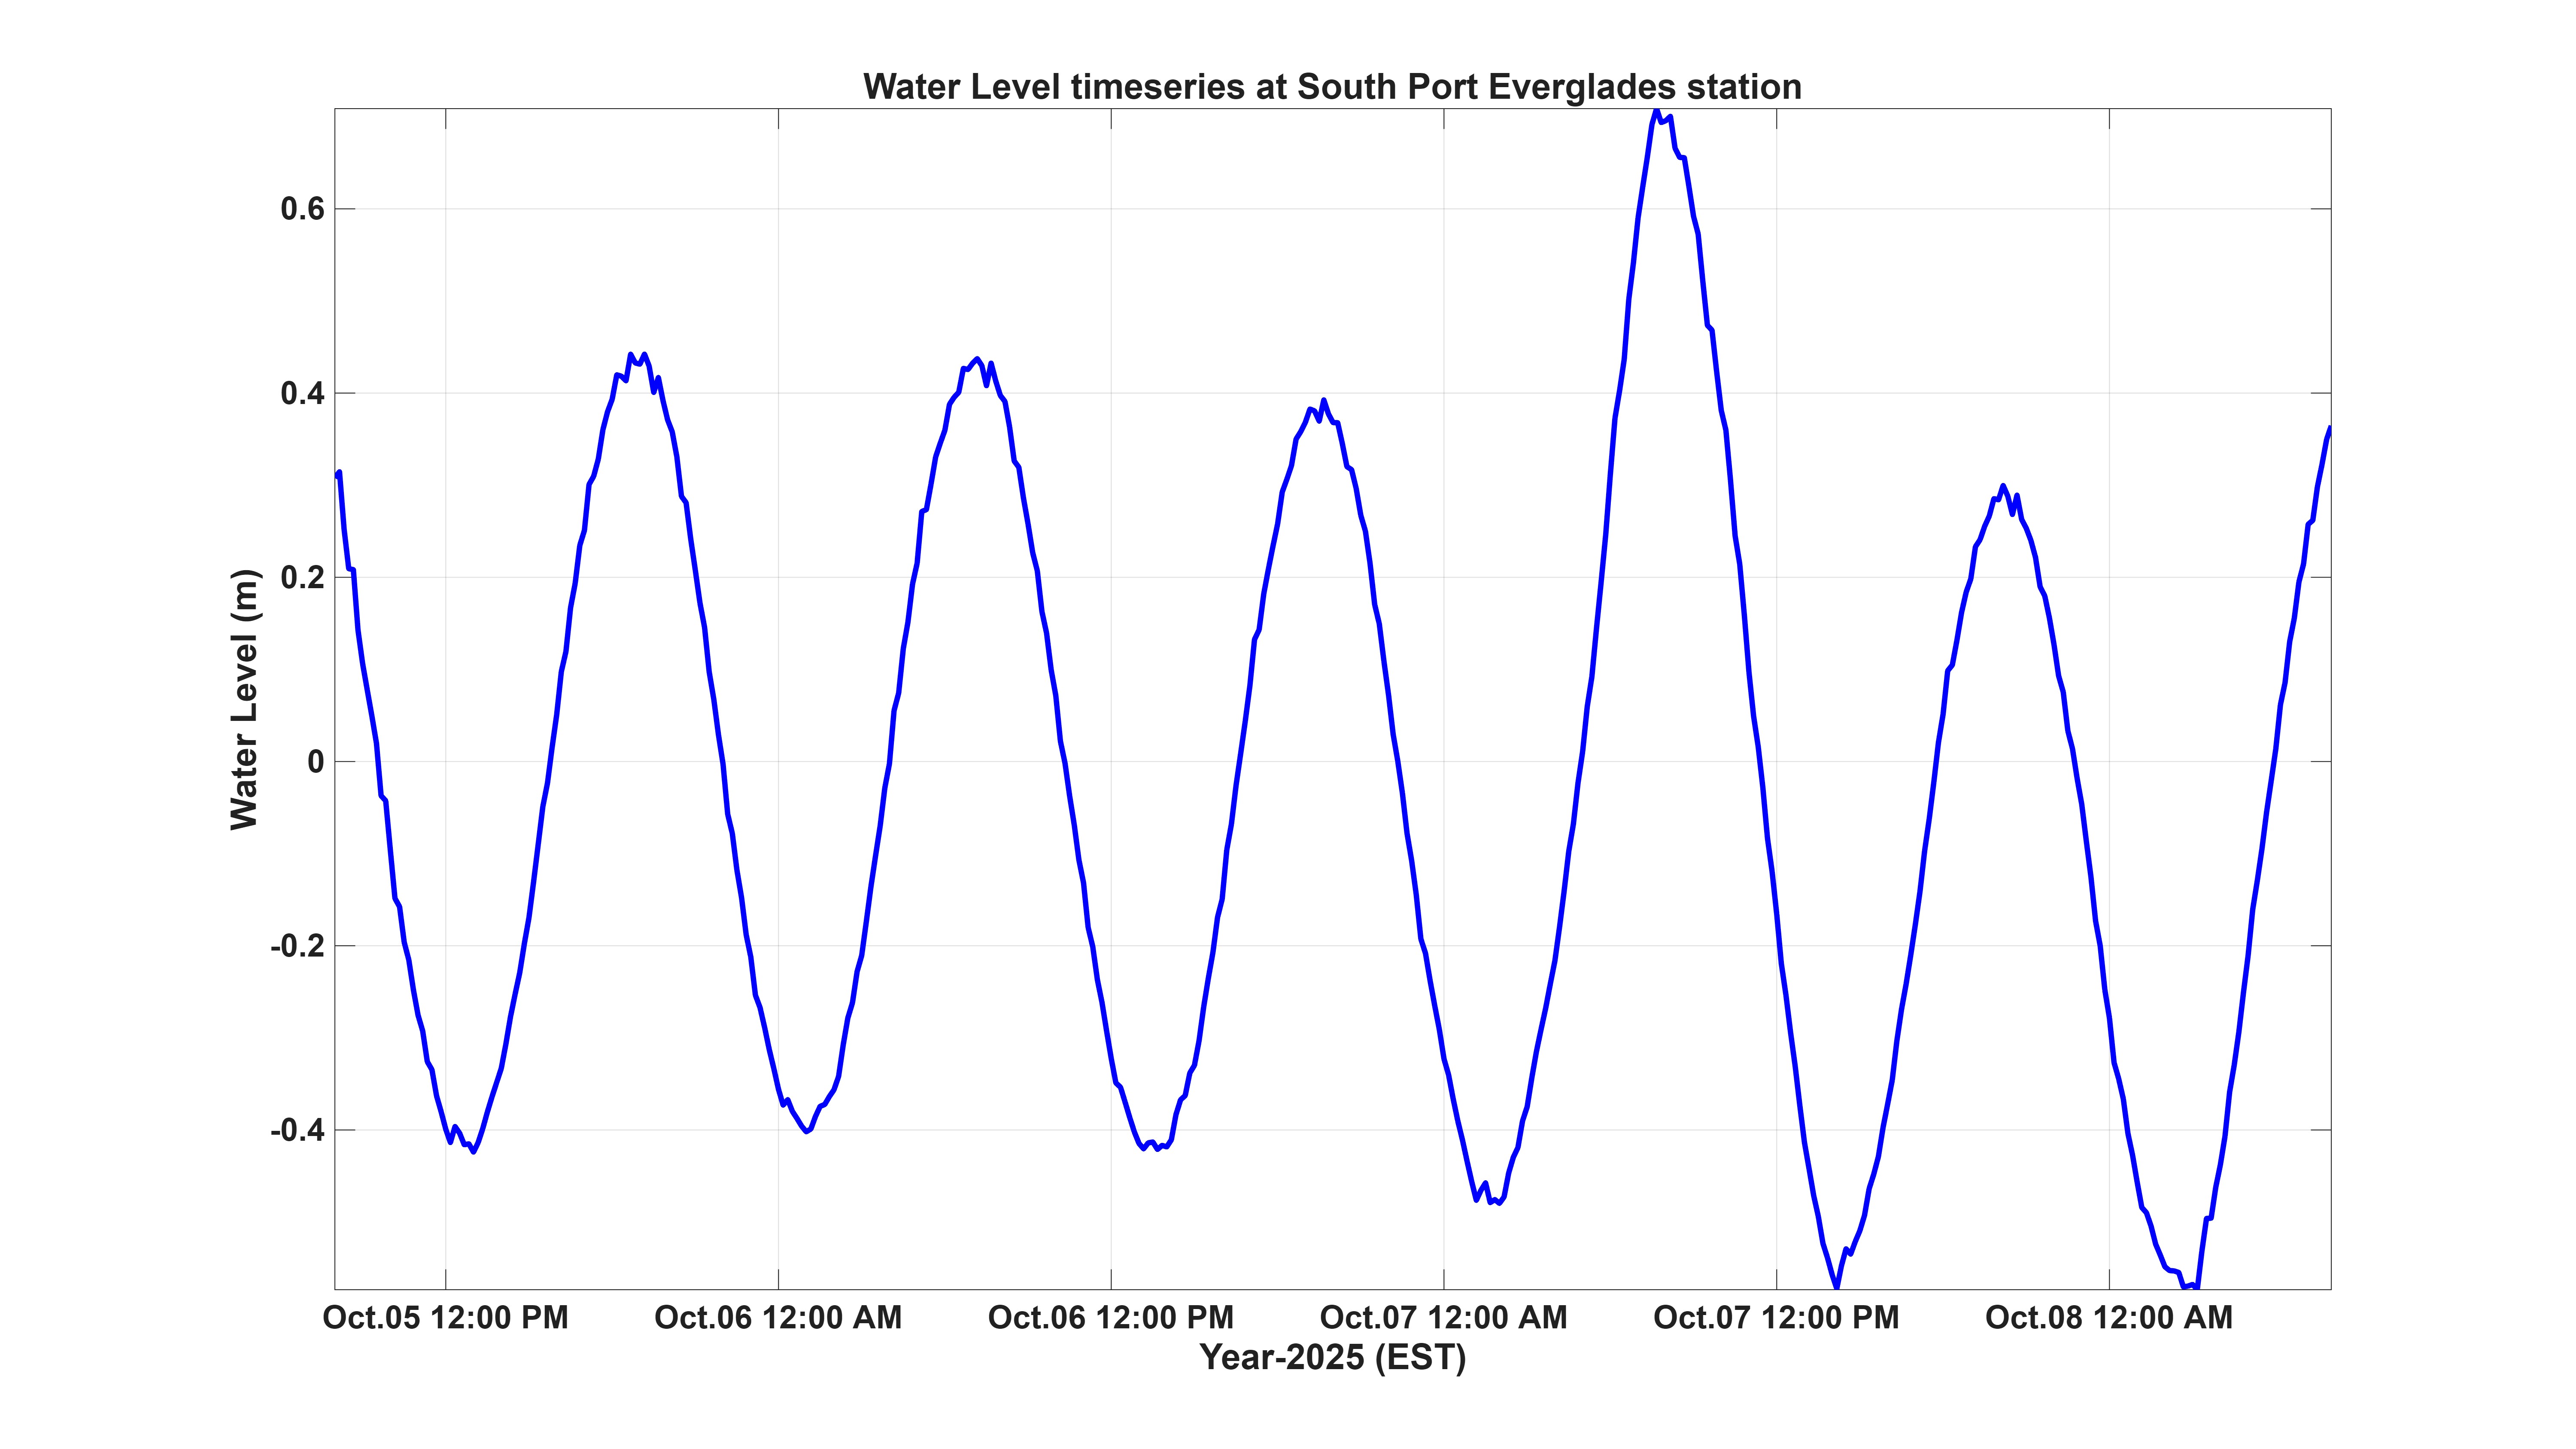 Water Level timeseries at South Port Everglades station
Water Level (m)
0.6
0.4
0.2
0
-0.2
-0.4
Oct.05 12:00 PM
Oct.06 12:00 AM
Oct.06 12:00 PM
Oct.07 12:00 AM
Oct.07 12:00 PM
Oct.08 12:00 AM
Year-2025 (EST)